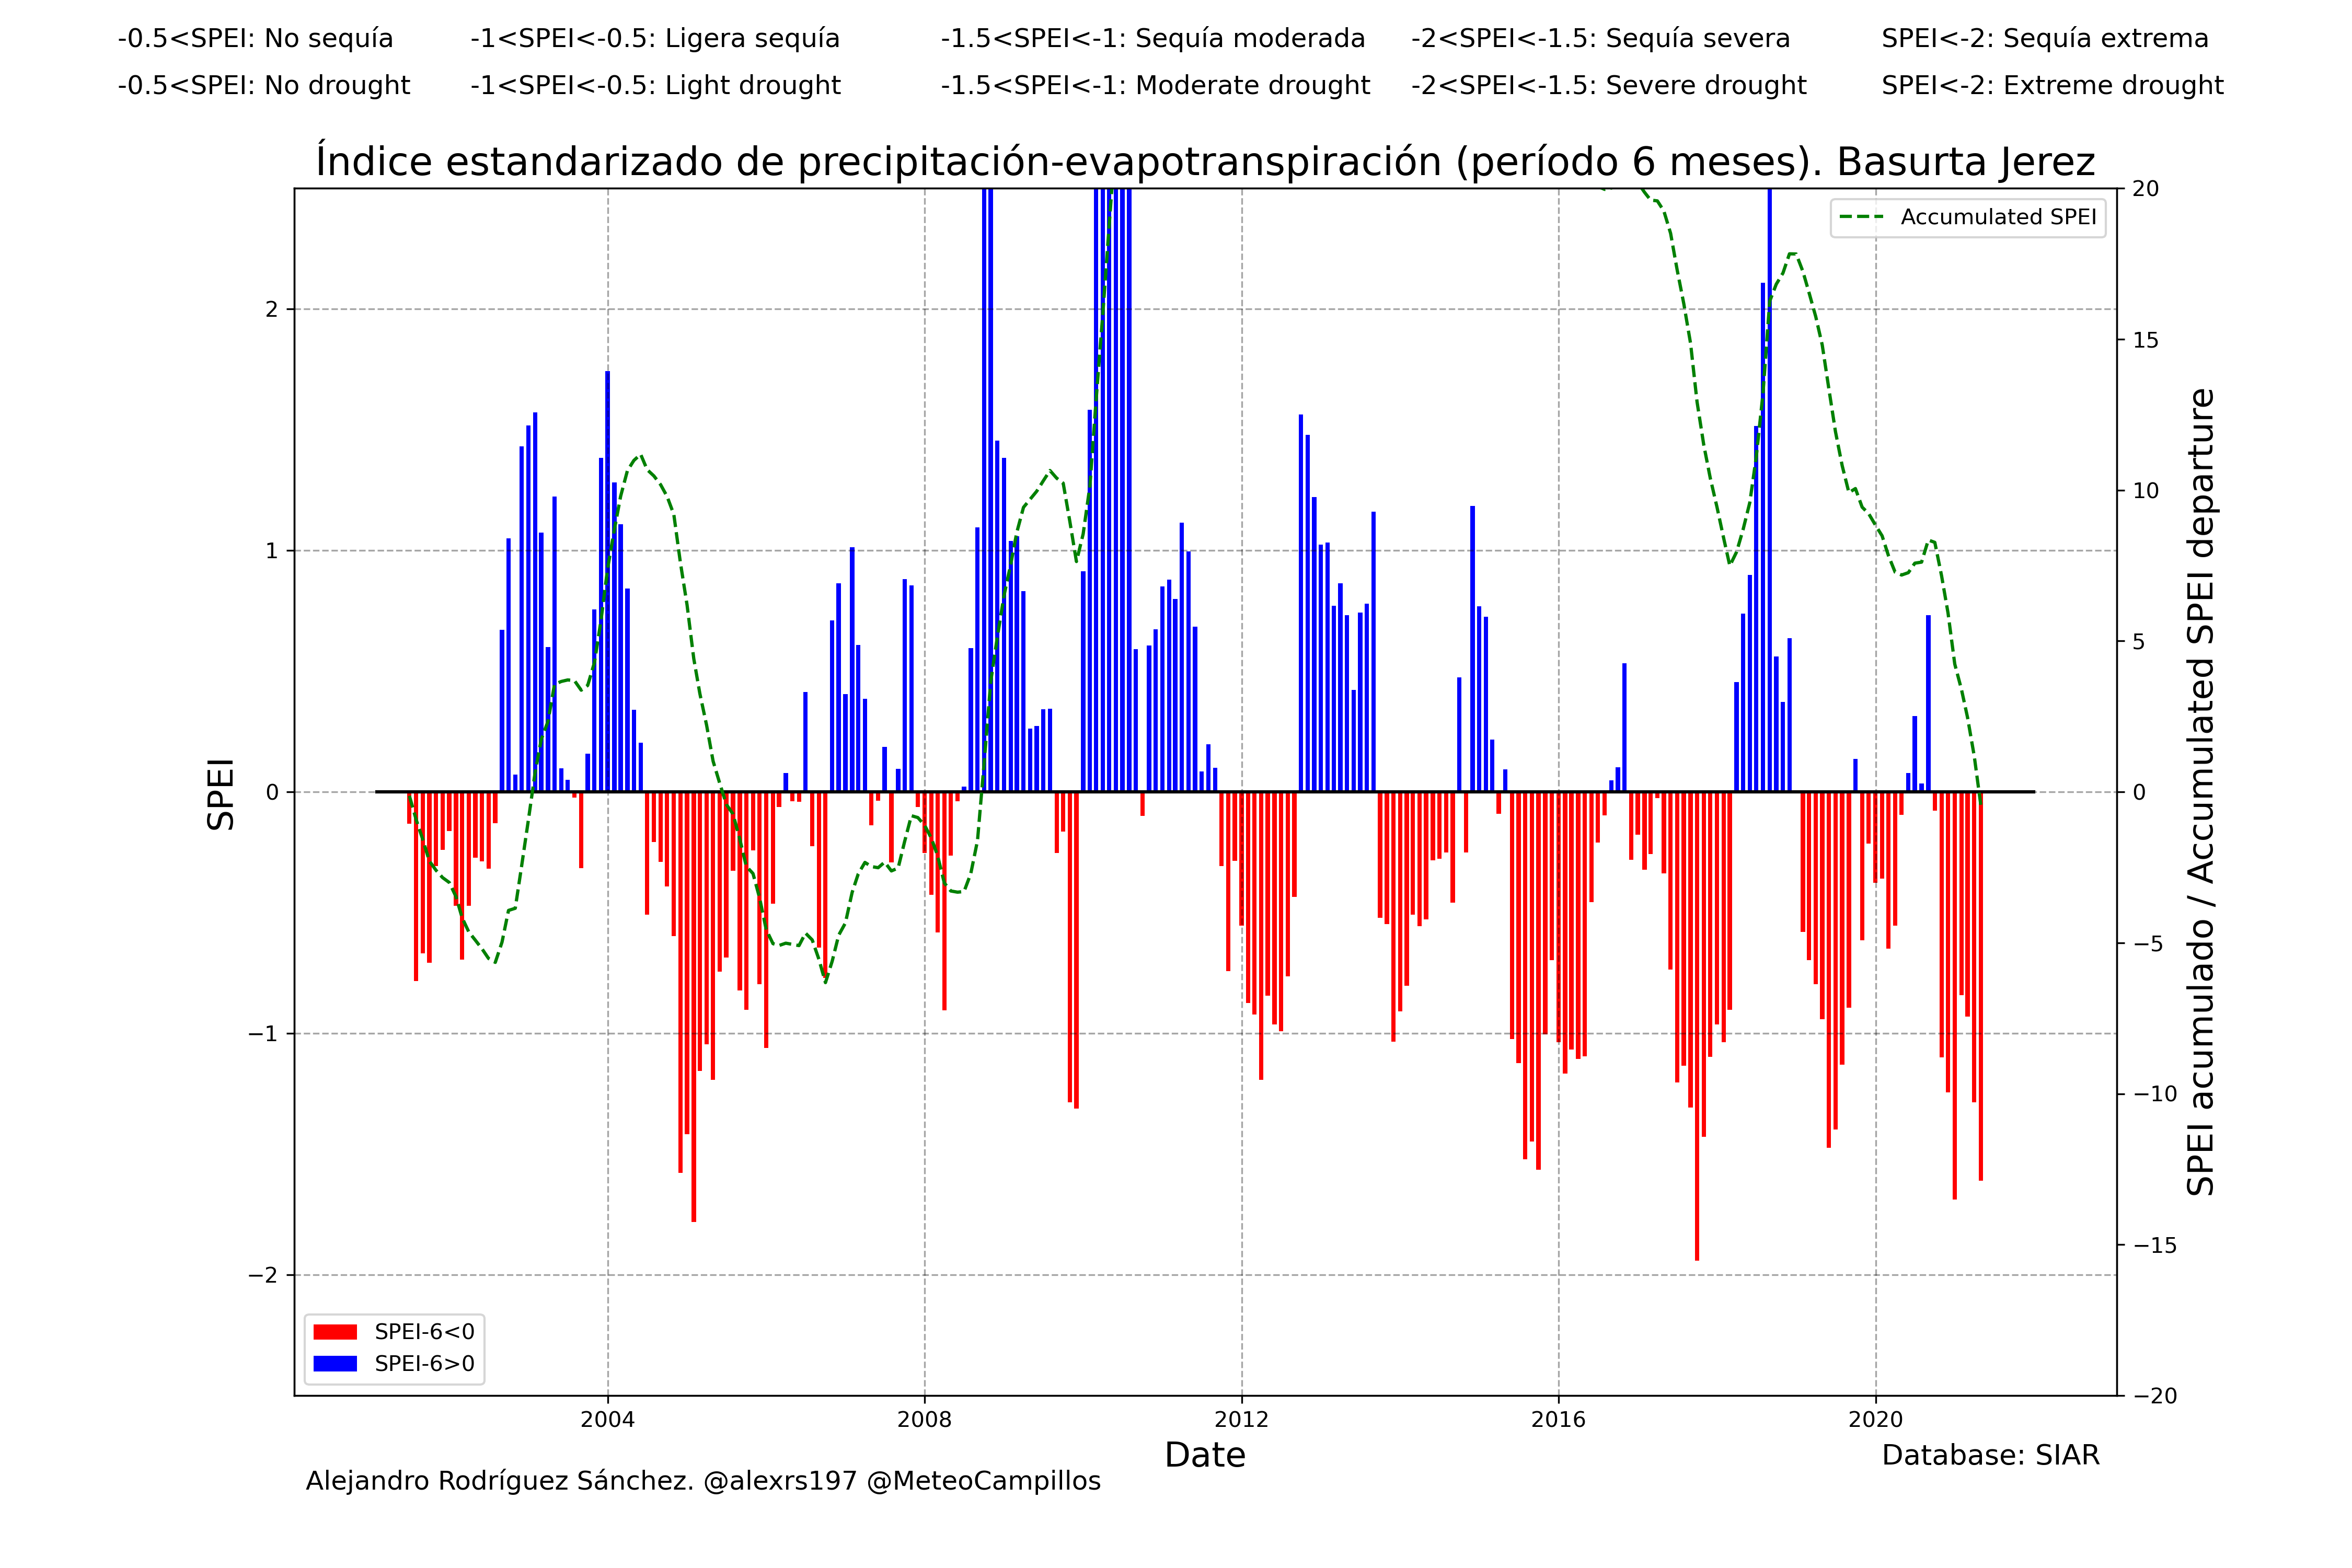 -0.5<SPEI: No sequía -1<SPEI<-0.5: Ligera sequía -1.5<SPEI<-1: Sequía moderada -2<SPEI<-1.5: Sequía severa SPEI<-2: Sequía extrema
-0.5<SPEI: No drought -1<SPEI<-0.5: Light drought -1.5<SPEI<-1: Moderate drought -2<SPEI<-1.5: Severe drought SPEI<-2: Extreme drought
Índice estandarizado de precipitación-evapotranspiración (período 6 meses). Basurta Jerez
Accumulated SPEI
SPEI
2
1
0
−1
−2
20
15
10
5
0
−5
−10
−15
−20
SPEI acumulado / Accumulated SPEI departure
SPEI-6<0
SPEI-6>0
2004 2008 2012 2016 2020
Date
Database: SIAR
Alejandro Rodríguez Sánchez. @alexrs197 @MeteoCampillos